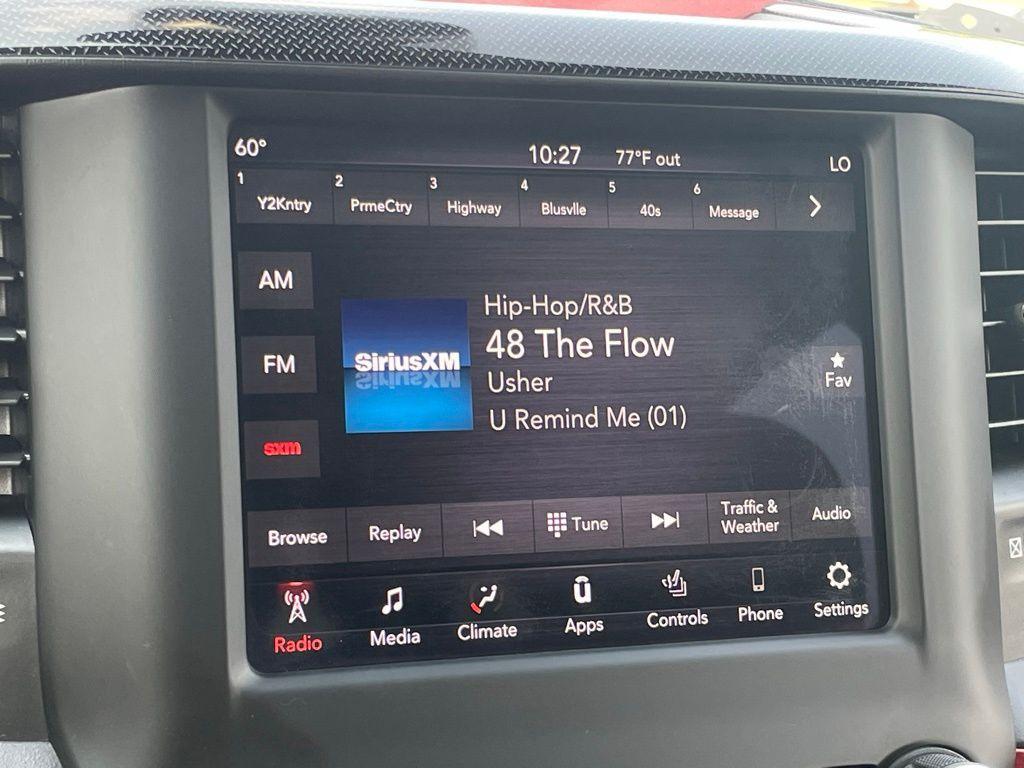 60° 10:27 77°F out LO
1 Y2Kntry 2 PrmeCtry 3 Highway 4 Blusvlle 5 40s 6 Message
AM
FM
sxm
SiriusXM
Hip-Hop/R&B
48 The Flow
Usher
U Remind Me (01)
Fav
Browse Replay Tune Traffic & Weather Audio
Radio Media Climate Apps Controls Phone Settings